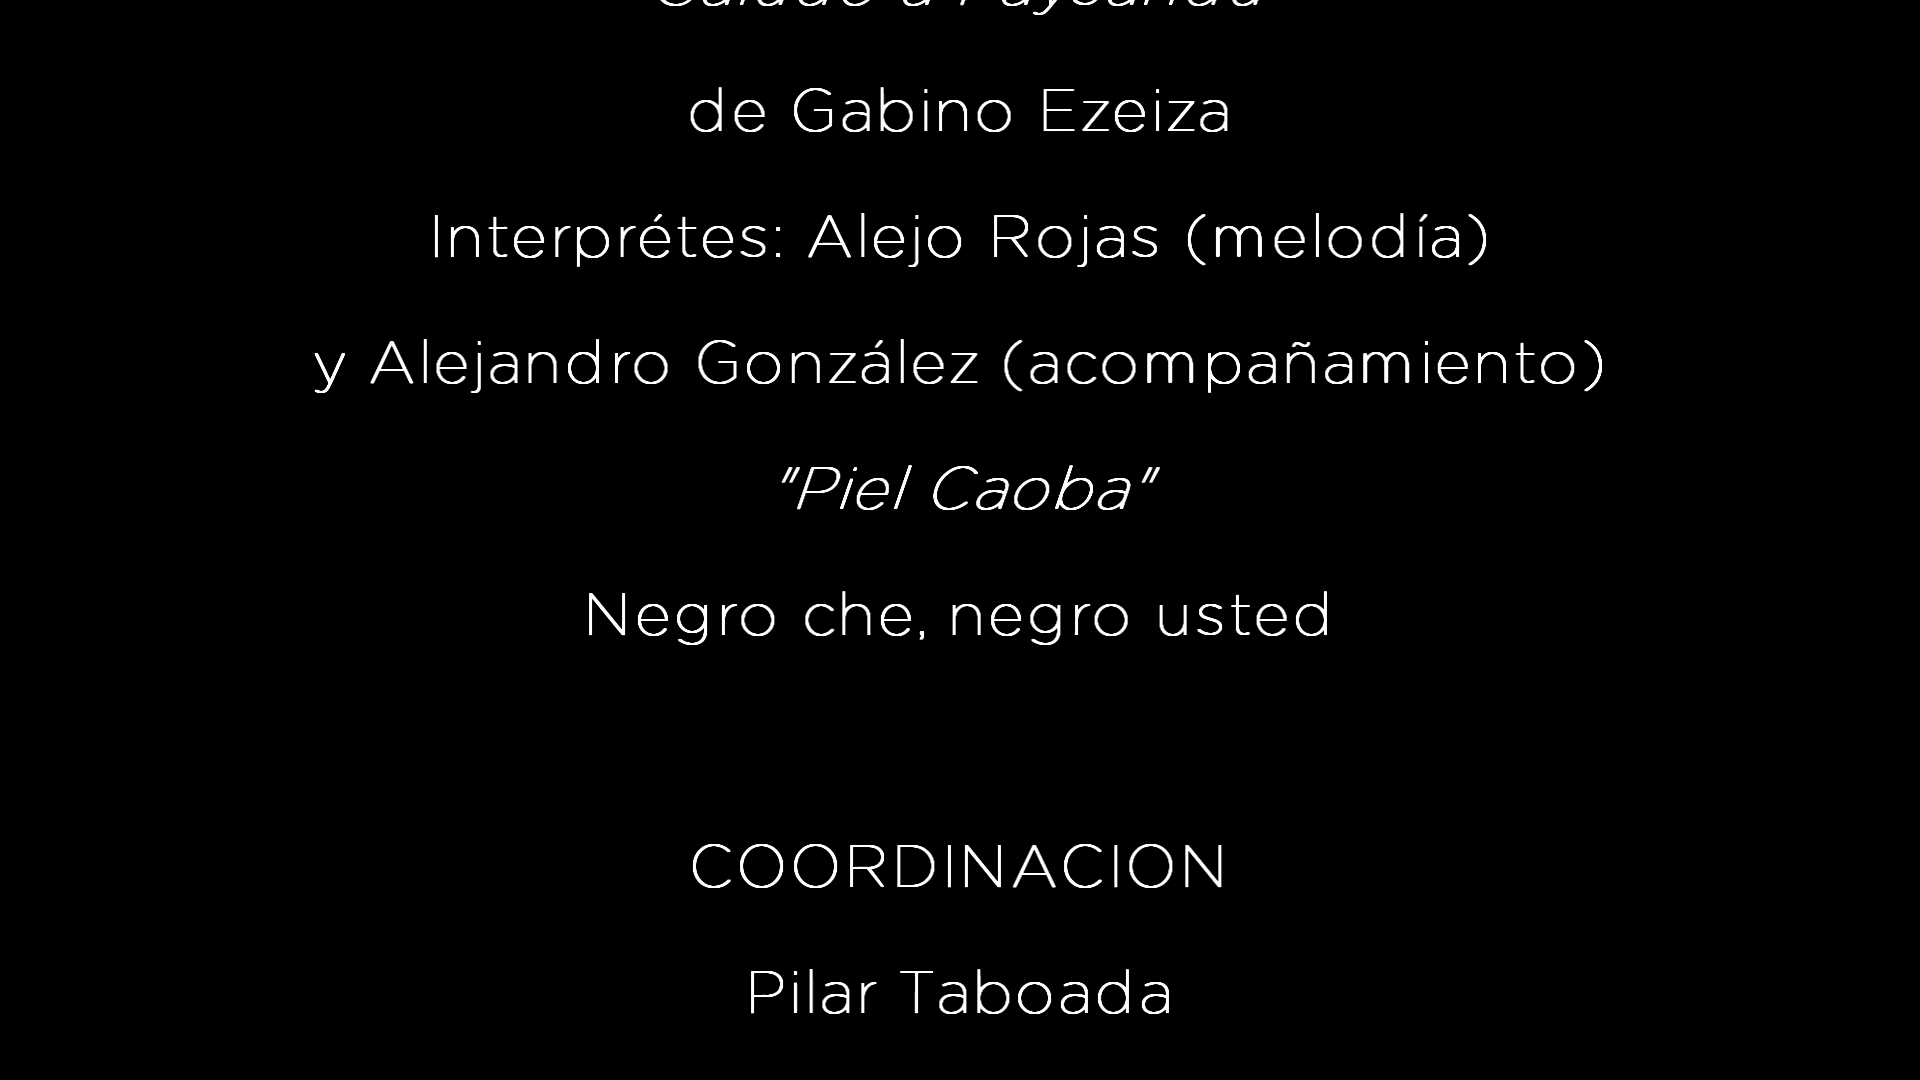 de Gabino Ezeiza
Interprétes: Alejo Rojas (melodía)
y Alejandro González (acompañamiento)
"Piel Caoba"
Negro che, negro usted
COORDINACION
Pilar Taboada